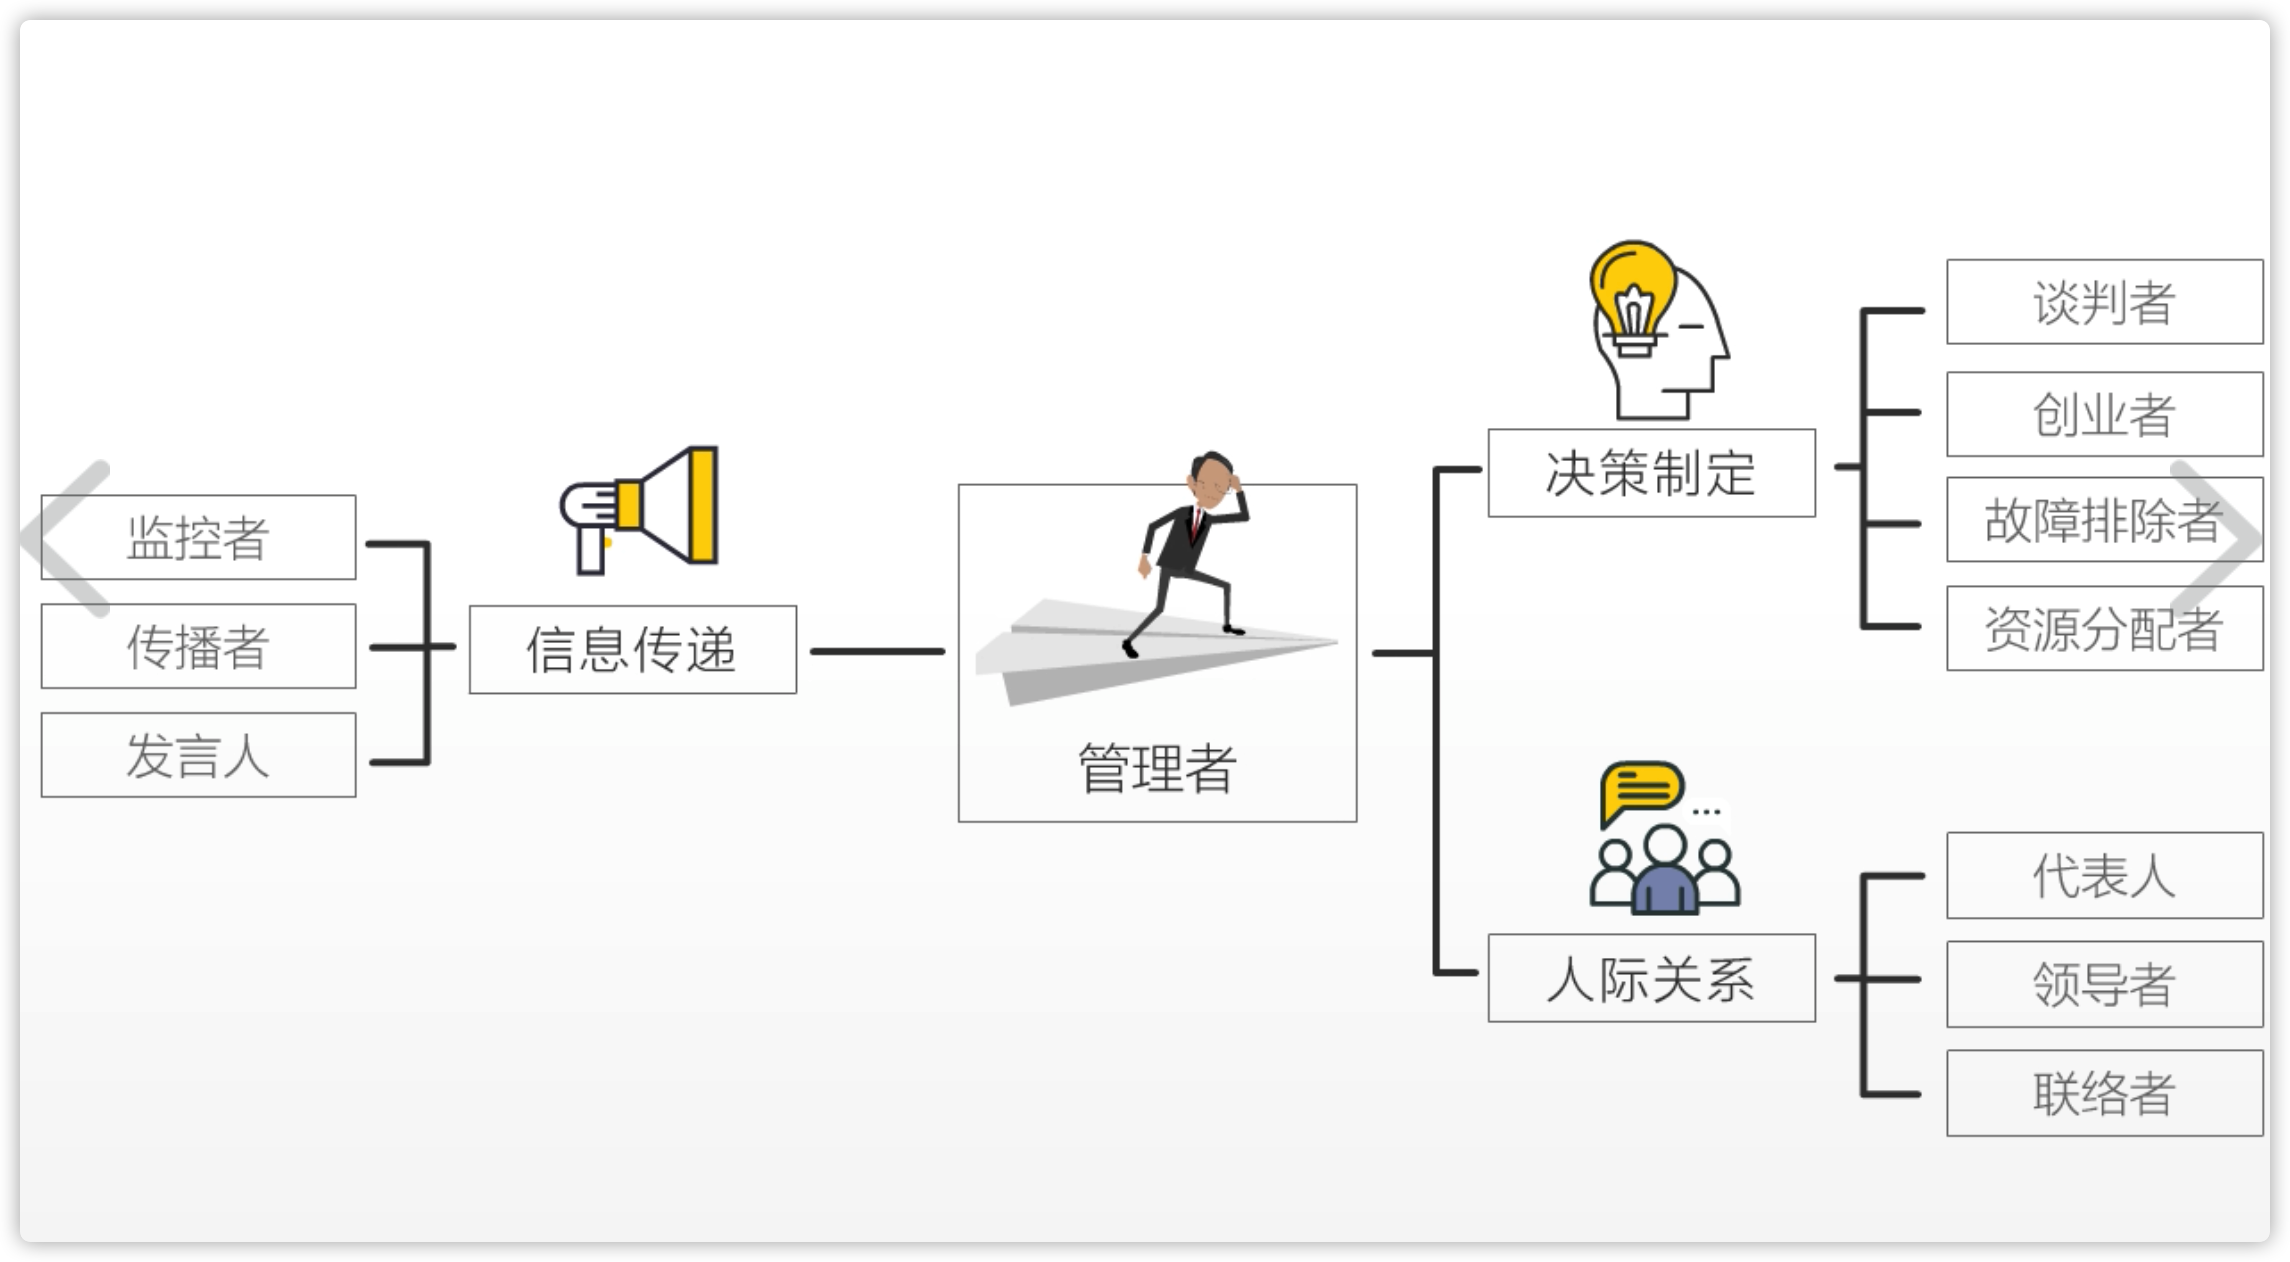 监控者
传播者
发言人
信息传递
管理者
决策制定
谈判者
创业者
故障排除者
资源分配者
人际关系
代表人
领导者
联络者